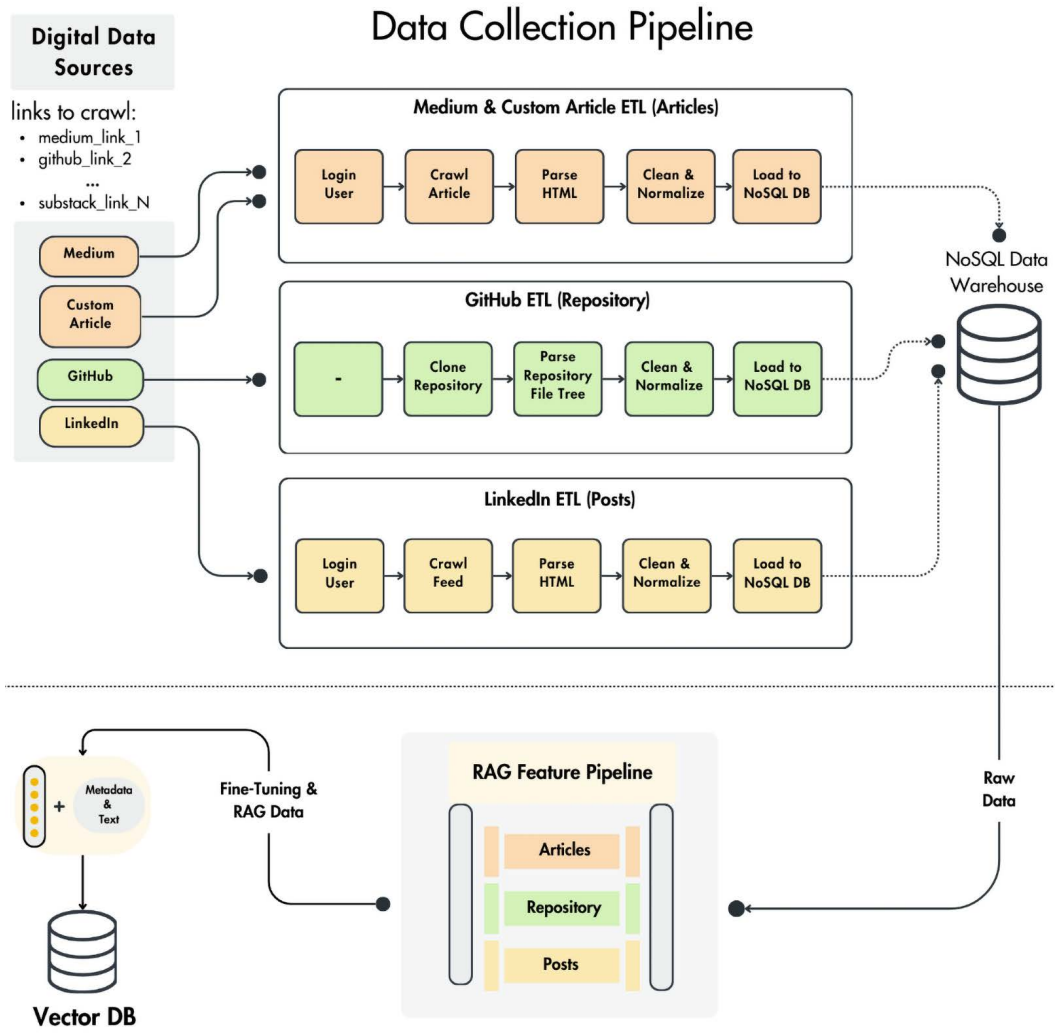 Data Collection Pipeline
Digital Data
Sources
links to crawl:
• medium_link_1
• github_link_2
...
• substack_link_N
Medium
Custom
Article
GitHub
LinkedIn
Medium & Custom Article ETL (Articles)
Login
User
Crawl
Article
Parse
HTML
Clean &
Normalize
Load to
NoSQL DB
GitHub ETL (Repository)
-
Clone
Repository
Parse
Repository
File Tree
Clean &
Normalize
Load to
NoSQL DB
LinkedIn ETL (Posts)
Login
User
Crawl
Feed
Parse
HTML
Clean &
Normalize
Load to
NoSQL DB
NoSQL Data
Warehouse
Raw
Data
RAG Feature Pipeline
Articles
Repository
Posts
Fine-Tuning &
RAG Data
+
Metadata
&
Text
Vector DB